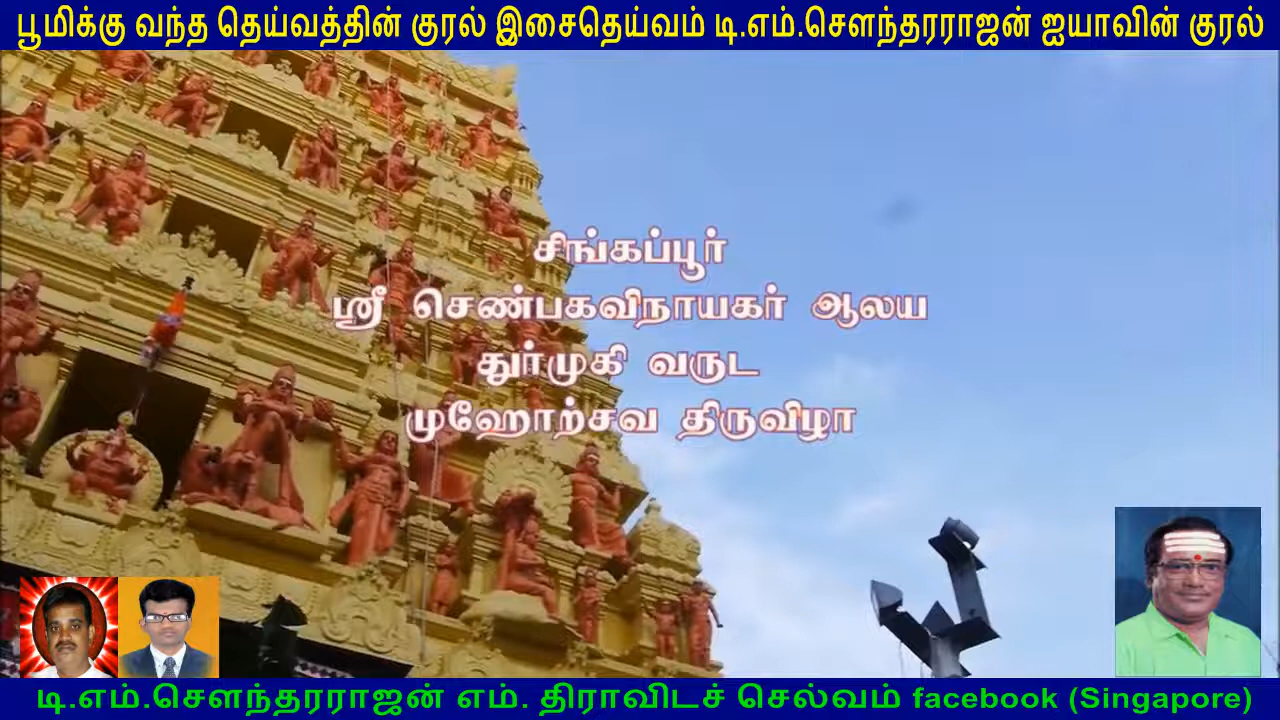 பூமிக்கு வந்த தெய்வத்தின் குரல் இசைதெய்வம் டி.எம்.சௌந்தரராஜன் ஐயாவின் குரல்
சிங்கப்பூர்
ஸ்ரீ செண்பகவிநாயகர் ஆலய
துர்முகி வருட
முஹோற்சவ திருவிழா
டி.எம்.சௌந்தரராஜன் எம். திராவிடச் செல்வம் facebook (Singapore)